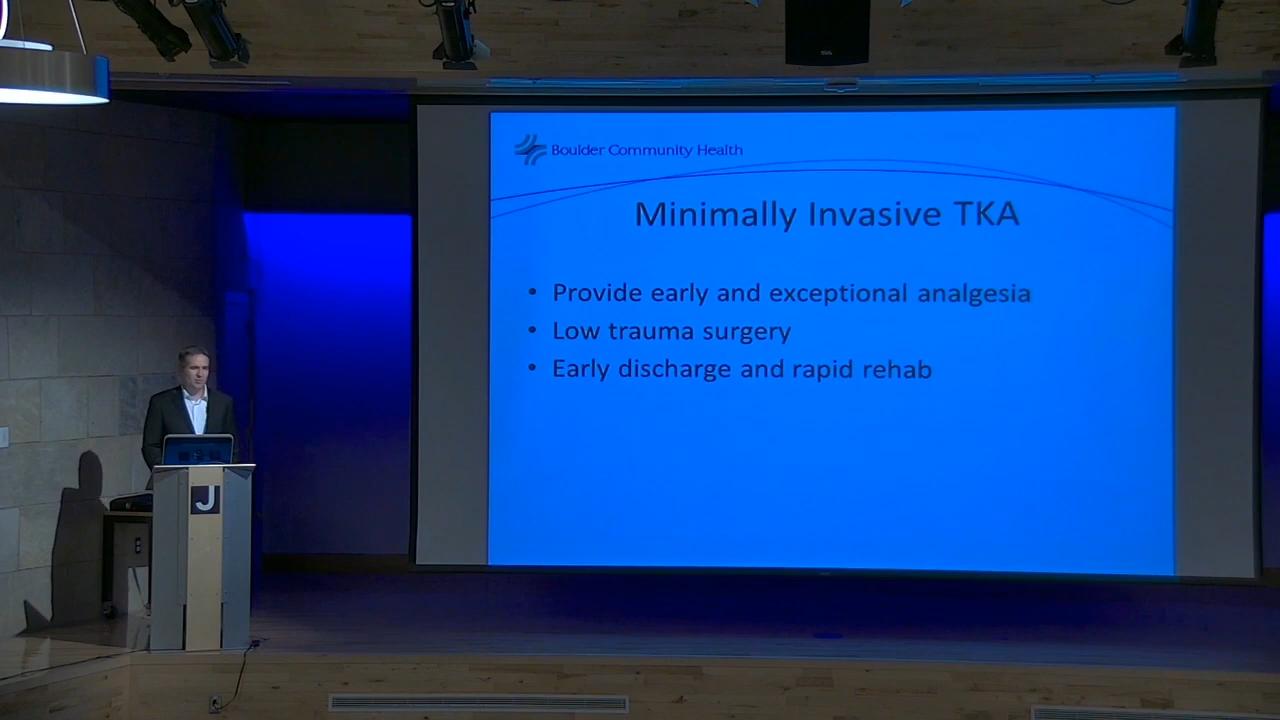 Boulder Community Health
Minimally Invasive TKA
• Provide early and exceptional analgesia
• Low trauma surgery
• Early discharge and rapid rehab
J